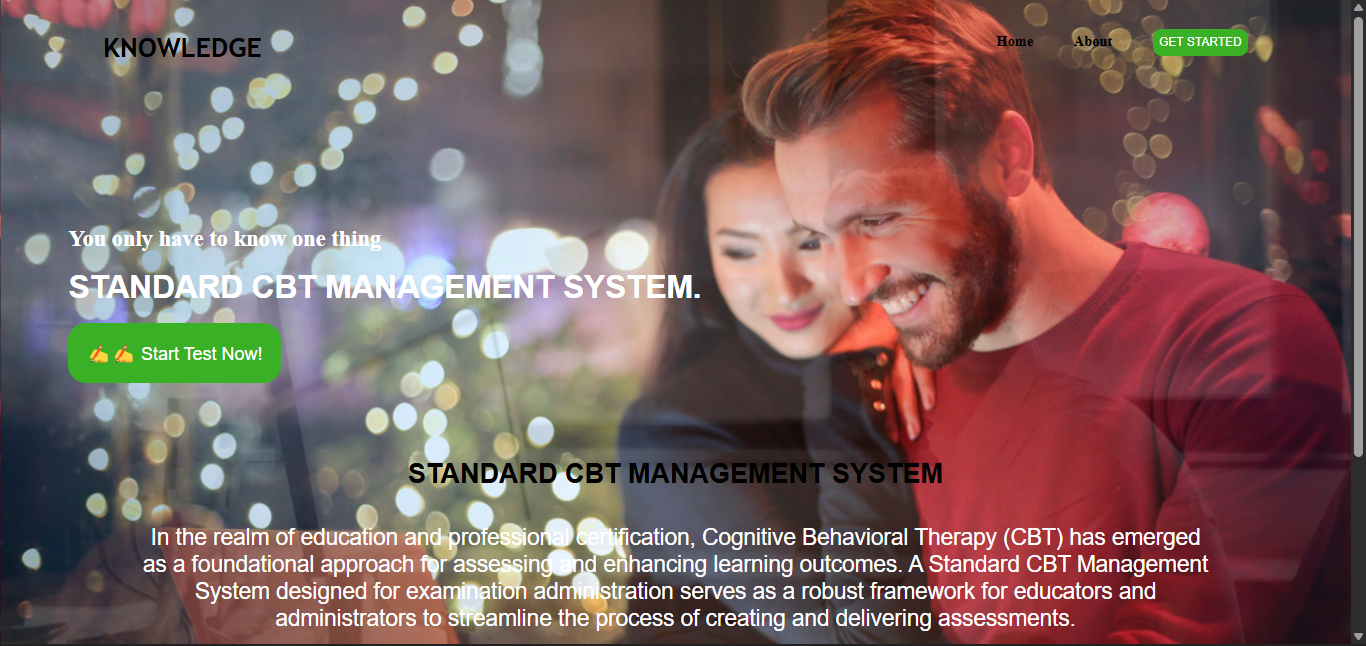 KNOWLEDGE
Home About GET STARTED
You only have to know one thing
STANDARD CBT MANAGEMENT SYSTEM.
✍✍ Start Test Now!
STANDARD CBT MANAGEMENT SYSTEM
In the realm of education and professional certification, Cognitive Behavioral Therapy (CBT) has emerged
as a foundational approach for assessing and enhancing learning outcomes. A Standard CBT Management
System designed for examination administration serves as a robust framework for educators and
administrators to streamline the process of creating and delivering assessments.